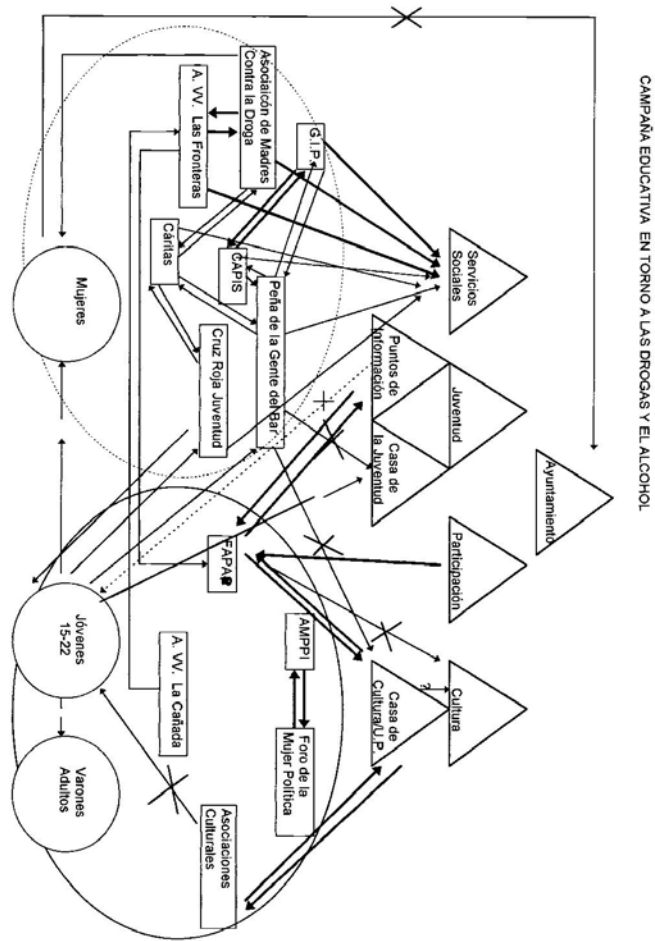 CAMPAÑA EDUCATIVA EN TORNO A LAS DROGAS Y EL ALCOHOL
Ayuntamiento
Servicios
Sociales
Juventud
Puntos de
Información
Casa de
la Juventud
Participación
Cultura
?
Casa de
Cultura/U.P.
G.I.P
Asociaicón de Madres
Contra la Droga
A. VV. Las Fronteras
CAPIS
Cáritas
Peña de la Gente del Bar
Cruz Roja Juventud
AMPPI
Foro de la
Mujer Política
A. VV. La Cañada
Asociaciones
Culturales
Mujeres
Jóvenes
15-22
Varones
Adultos